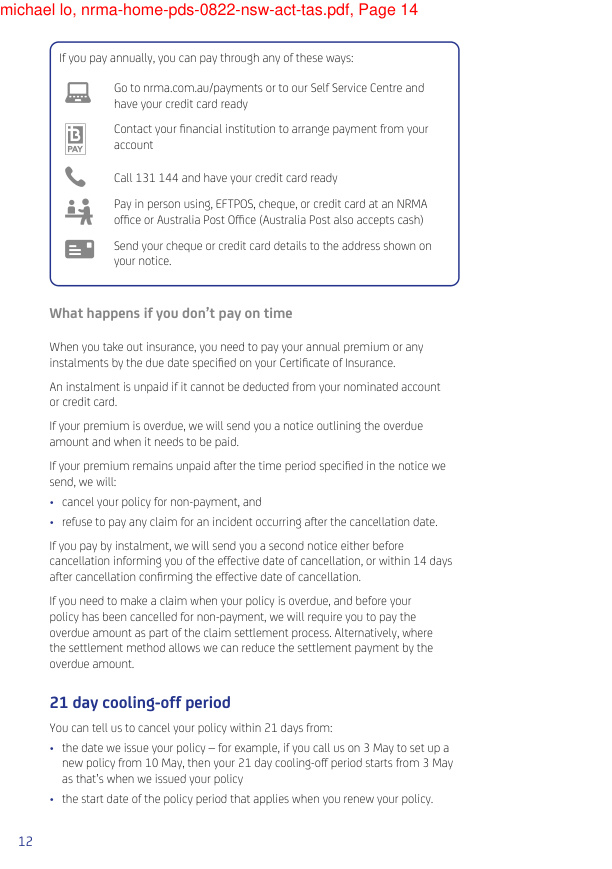 michael lo, nrma-home-pds-0822-nsw-act-tas.pdf, Page 14
If you pay annually, you can pay through any of these ways:
Go to nrma.com.au/payments or to our Self Service Centre and
have your credit card ready
B
PAY
Contact your financial institution to arrange payment from your
account
Call 131 144 and have your credit card ready
Pay in person using, EFTPOS, cheque, or credit card at an NRMA
office or Australia Post Office (Australia Post also accepts cash)
Send your cheque or credit card details to the address shown on
your notice.
What happens if you don't pay on time
When you take out insurance, you need to pay your annual premium or any
instalments by the due date specified on your Certificate of Insurance.
An instalment is unpaid if it cannot be deducted from your nominated account
or credit card.
If your premium is overdue, we will send you a notice outlining the overdue
amount and when it needs to be paid.
If your premium remains unpaid after the time period specified in the notice we
send, we will:
• cancel your policy for non-payment, and
• refuse to pay any claim for an incident occurring after the cancellation date.
If you pay by instalment, we will send you a second notice either before
cancellation informing you of the effective date of cancellation, or within 14 days
after cancellation confirming the effective date of cancellation.
If you need to make a claim when your policy is overdue, and before your
policy has been cancelled for non-payment, we will require you to pay the
overdue amount as part of the claim settlement process. Alternatively, where
the settlement method allows we can reduce the settlement payment by the
overdue amount.
21 day cooling-off period
You can tell us to cancel your policy within 21 days from:
• the date we issue your policy – for example, if you call us on 3 May to set up a
new policy from 10 May, then your 21 day cooling-off period starts from 3 May
as that's when we issued your policy
• the start date of the policy period that applies when you renew your policy.
12